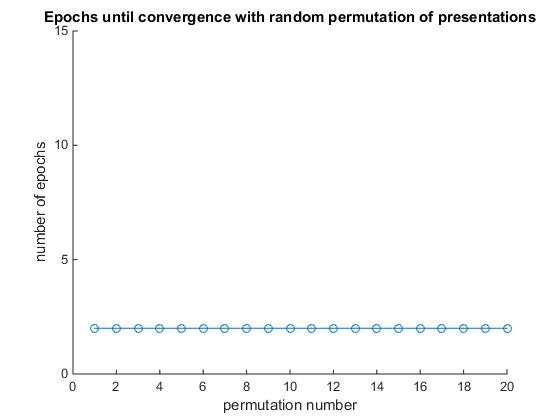 Epochs until convergence with random permutation of presentations
15
10
5
0
number of epochs
0 2 4 6 8 10 12 14 16 18 20
permutation number